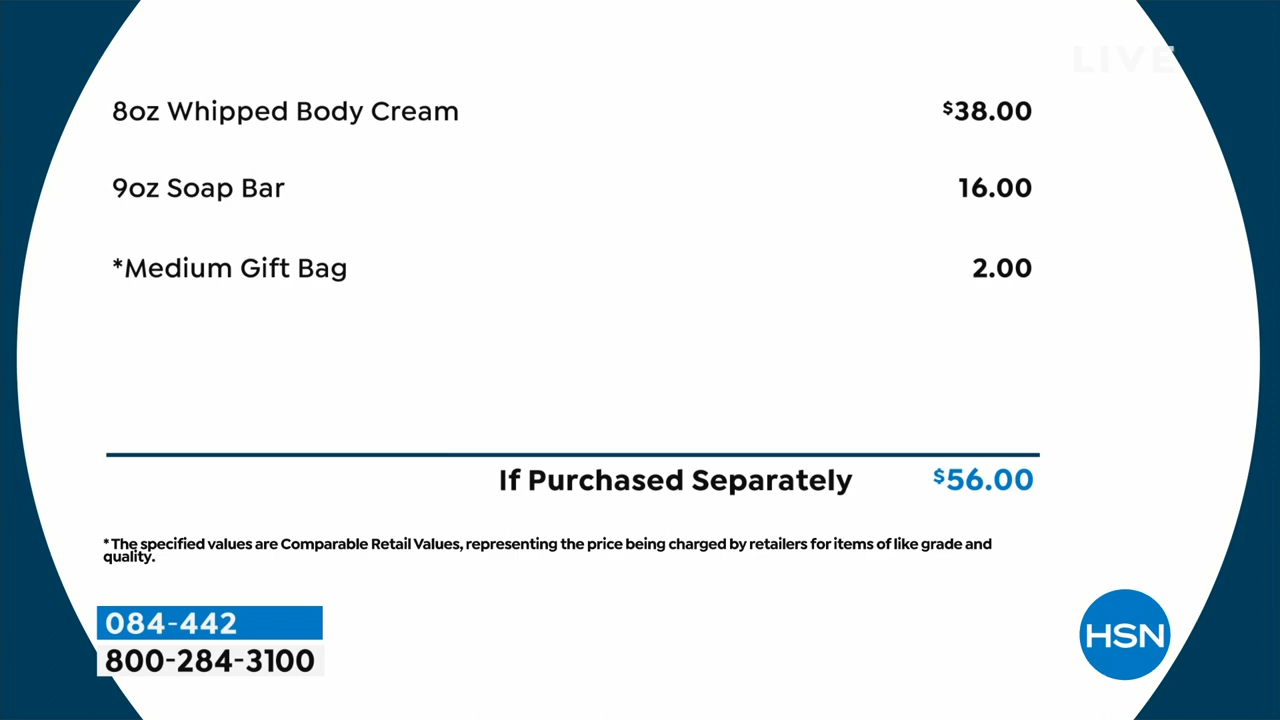 LIVE
8oz Whipped Body Cream $38.00
9oz Soap Bar 16.00
*Medium Gift Bag 2.00
If Purchased Separately $56.00
*The specified values are Comparable Retail Values, representing the price being charged by retailers for items of like grade and
quality.
084-442
800-284-3100
HSN